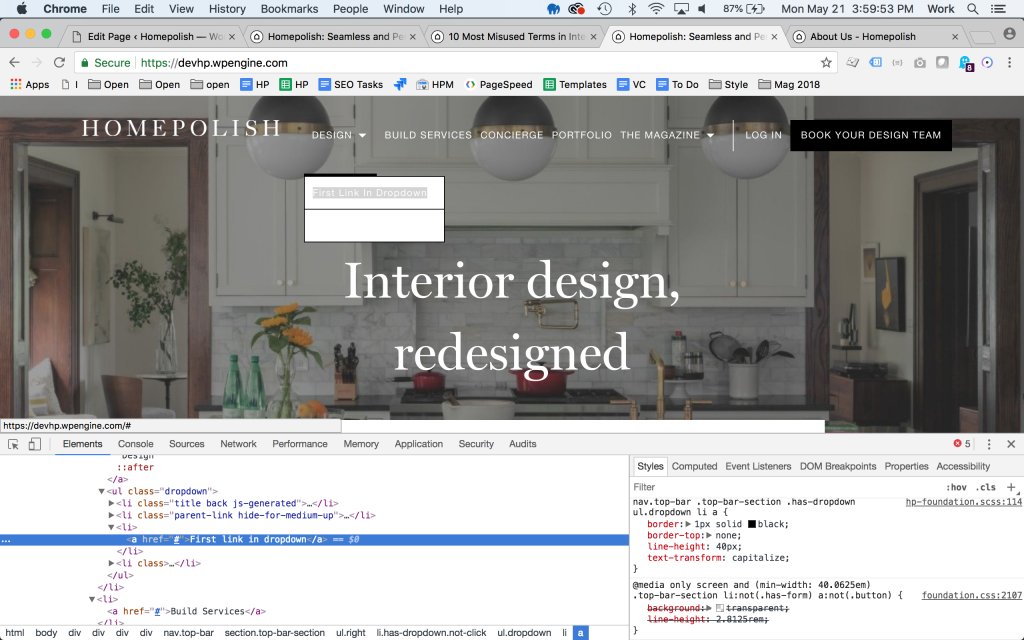 Chrome File Edit View History Bookmarks People Window Help 87% Mon May 21 3:59:53 PM Work
Edit Page ‹ Homepolish — Wo Homepolish: Seamless and Pe 10 Most Misused Terms in Inte Homepolish: Seamless and Pe About Us - Homepolish
Secure https://devhp.wpengine.com 8
Apps I Open Open open HP HP SEO Tasks HPM PageSpeed Templates VC To Do Style Mag 2018
HOMEPOLISH DESIGN BUILD SERVICES CONCIERGE PORTFOLIO THE MAGAZINE LOG IN BOOK YOUR DESIGN TEAM
First Link In Dropdown
Interior design,
redesigned
https://devhp.wpengine.com/#
Elements Console Sources Network Performance Memory Application Security Audits 5
Design
::after
</a>
<ul class="dropdown">
<li class="title back js-generated">…</li>
<li class="parent-link hide-for-medium-up">…</li>
<li>
... <a href="#">First link in dropdown</a> == $0
</li>
<li class>…</li>
</ul>
</li>
<li>
<a href="#">Build Services</a>
</li>
html body div div div div nav.top-bar section.top-bar-section ul.right li.has-dropdown.not-click ul.dropdown li a
Styles Computed Event Listeners DOM Breakpoints Properties Accessibility
Filter :hov .cls +
nav.top-bar .top-bar-section .has-dropdown hp-foundation.scss:114
ul.dropdown li a {
border: 1px solid black;
border-top: none;
line-height: 40px;
text-transform: capitalize;
}
@media only screen and (min-width: 40.0625em)
.top-bar-section li:not(.has-form) a:not(.button) { foundation.css:2107
background: transparent;
line-height: 2.8125rem;
}